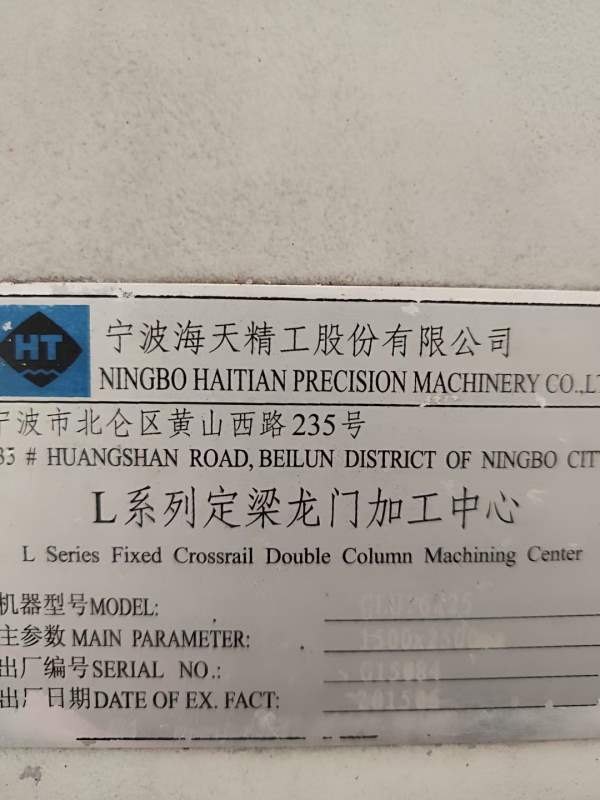 HT
宁波海天精工股份有限公司
NINGBO HAITIAN PRECISION MACHINERY CO.,LT
宁波市北仑区黄山西路235号
35 # HUANGSHAN ROAD, BEILUN DISTRICT OF NINGBO CITY
L系列定梁龙门加工中心
L Series Fixed Crossrail Double Column Machining Center
机器型号MODEL:
主参数 MAIN PARAMETER:
出厂编号SERIAL NO.:
出厂日期DATE OF EX. FACT: